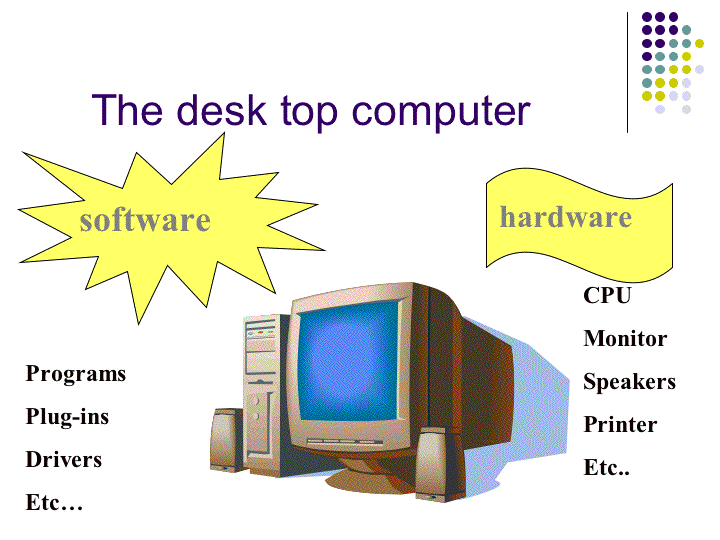 The desk top computer
software
hardware
Programs
Plug-ins
Drivers
Etc…
CPU
Monitor
Speakers
Printer
Etc..